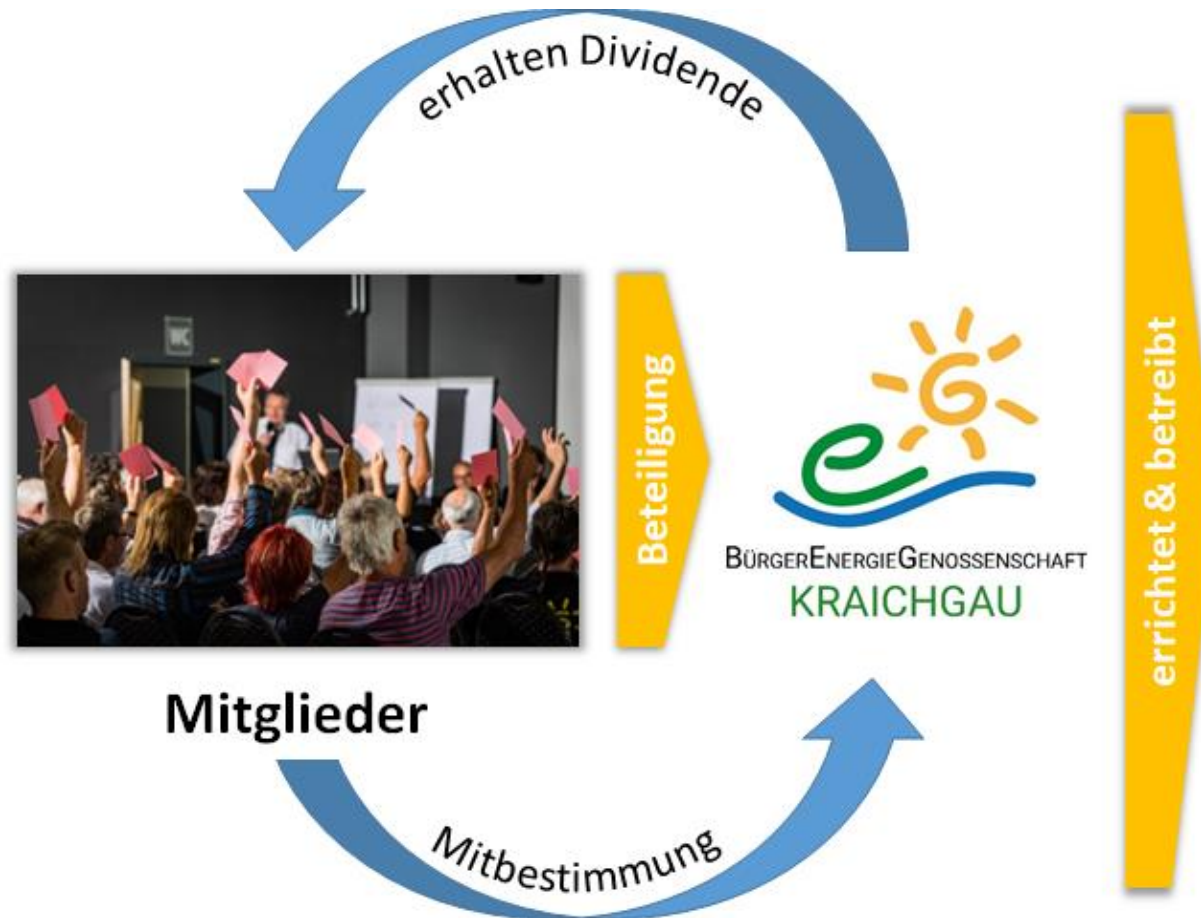 erhalten Dividende
Beteiligung
BÜRGERENERGIEGENOSSENSCHAFT
KRAICHGAU
errichtet & betreibt
Mitglieder
Mitbestimmung